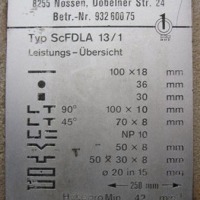 8255 Nossen, Döbelner Str. 24
Betr.-Nr. 932 600 75
Typ ScFDLA 13/1
Leistungs-Übersicht
100 × 18 mm
36 mm
30 mm
90° 100 × 10 mm
45° 70 × 8 mm
NP 10
50 × 8 mm
50 × 30 × 8 mm
ø 20 in 15 mm
250 mm
Min. 42